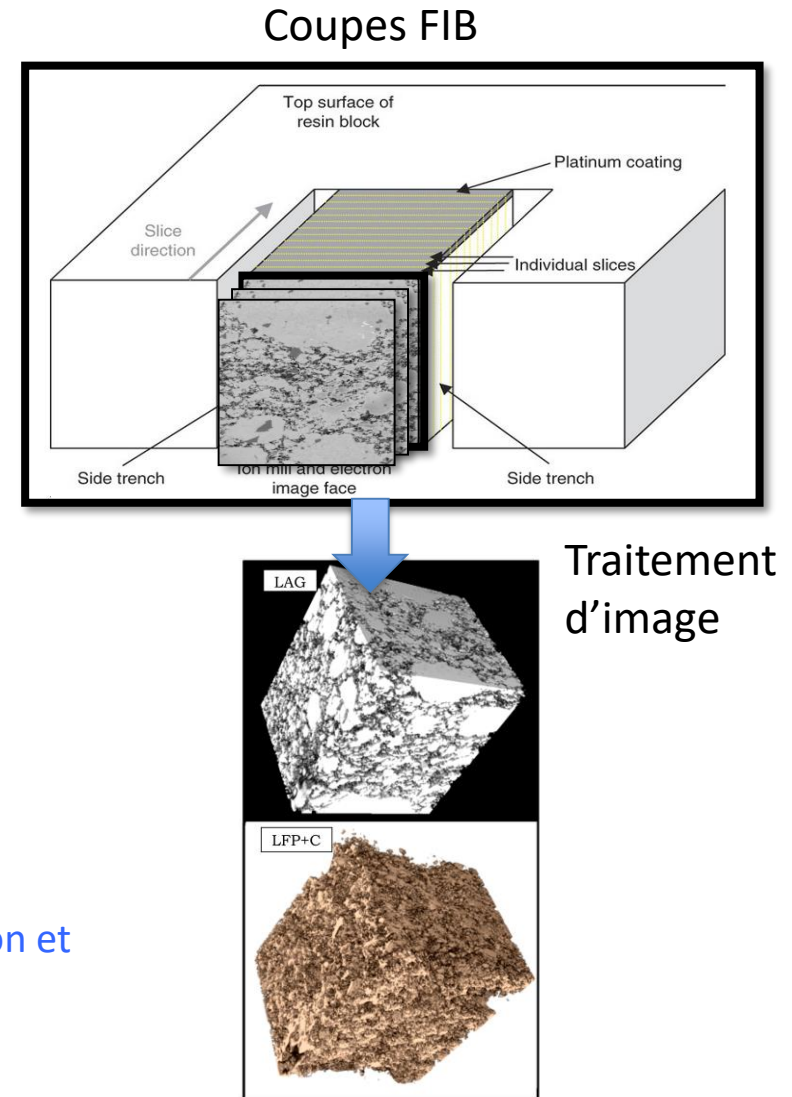 Coupes FIB
Top surface of
resin block
Platinum coating
Slice
direction
Individual slices
Side trench
Ion mill and electron
image face
Side trench
Traitement
d’image
LAG
LFP+C
on et